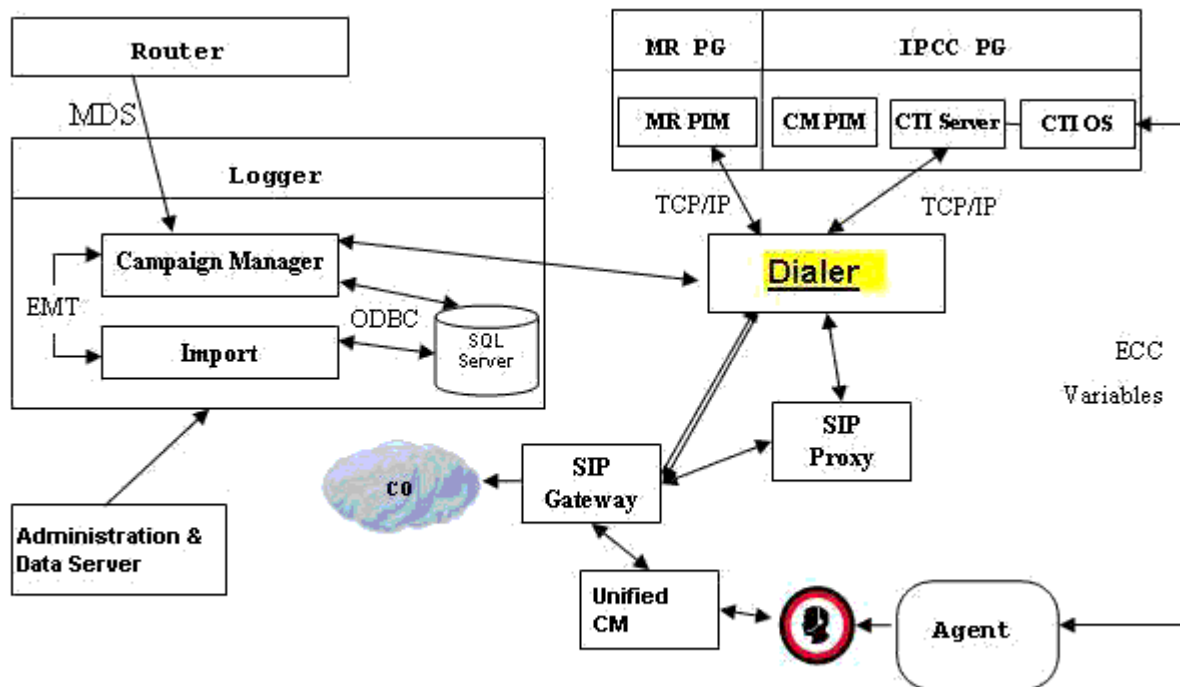 Router
MR PG
IPCC PG
MR PIM
CM PIM
CTI Server
CTI OS
MDS
Logger
TCP/IP
TCP/IP
Campaign Manager
Dialer
EMT
ODBC
Import
SQL
Server
ECC
Variables
SIP
Proxy
SIP
Gateway
CO
Administration &
Data Server
Unified
CM
Agent